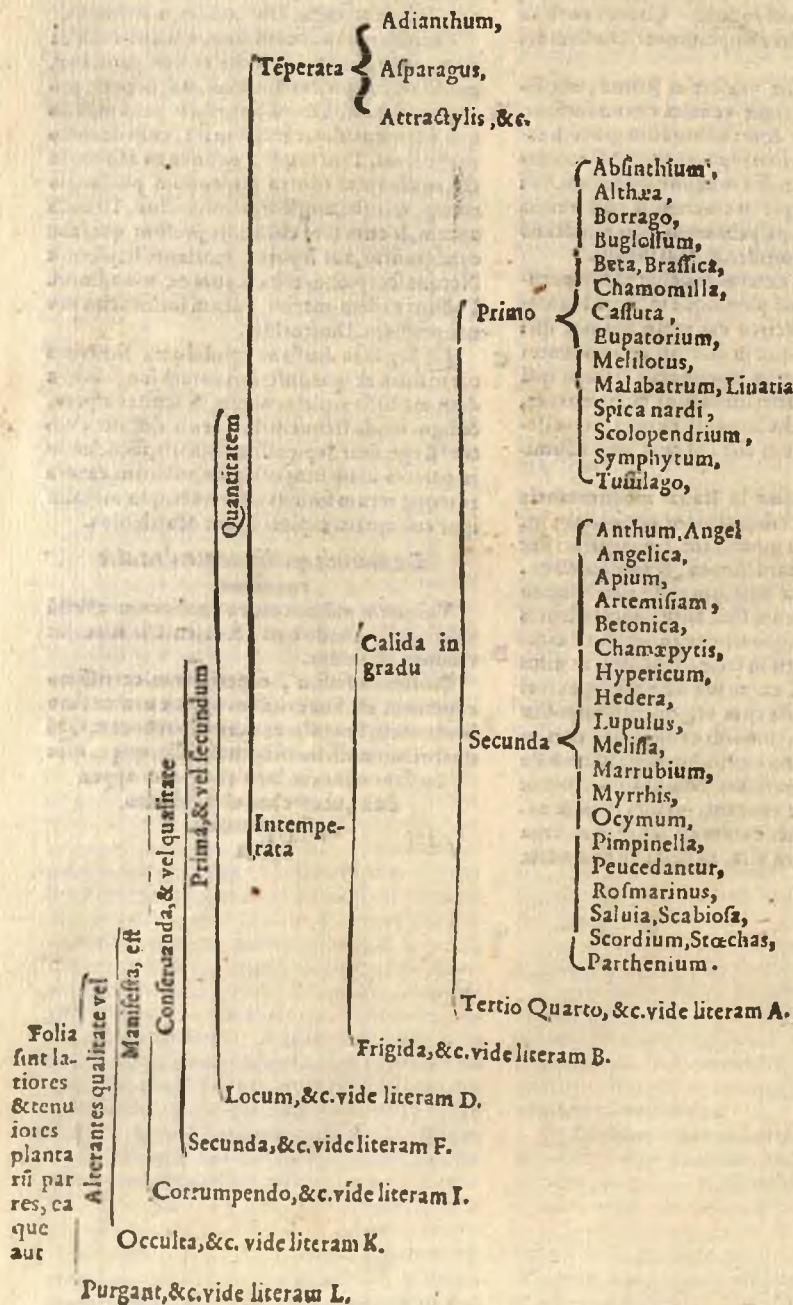 Adianthum,
Tēperata
Aſparagus,
Attractylis, &c.
Abſinthium,
Althæa,
Borrago,
Bugloſſum,
Beta, Braſſica,
Chamomilla,
Primo
Caſſuta,
Eupatorium,
Melilotus,
Malabatrum, Linaria
Spica nardi,
Scolopendrium,
Symphytum,
Tuſſilago,
Quantitatem
Anthum, Angel
Angelica,
Apium,
Artemiſiam,
Betonica,
Calida in
gradu
Chamæpytis,
Hypericum,
Hedera,
Lupulus,
Secunda
Meliſſa,
Marrubium,
Myrrhis,
Ocymum,
Intempe-
rata
Pimpinella,
Peucedantur,
Roſmarinus,
Saluia, Scabioſa,
Scordium, Stœchas,
Parthenium.
Tertio Quarto, &c. vide literam A.
Frigida, &c. vide literam B.
Prima, & vel ſecundum
Locum, &c. vide literam D.
Conſeruanda, & vel qualitate
Secunda, &c. vide literam F.
Manifeſta, eſt
Corrumpendo, &c. vide literam I.
Alterantes qualitate vel
Occulta, &c. vide literam K.
Folia
ſint la-
tiores
& tenu
iores
planta
rū par
tes, ea
que
aut
Purgant, &c. vide literam L.